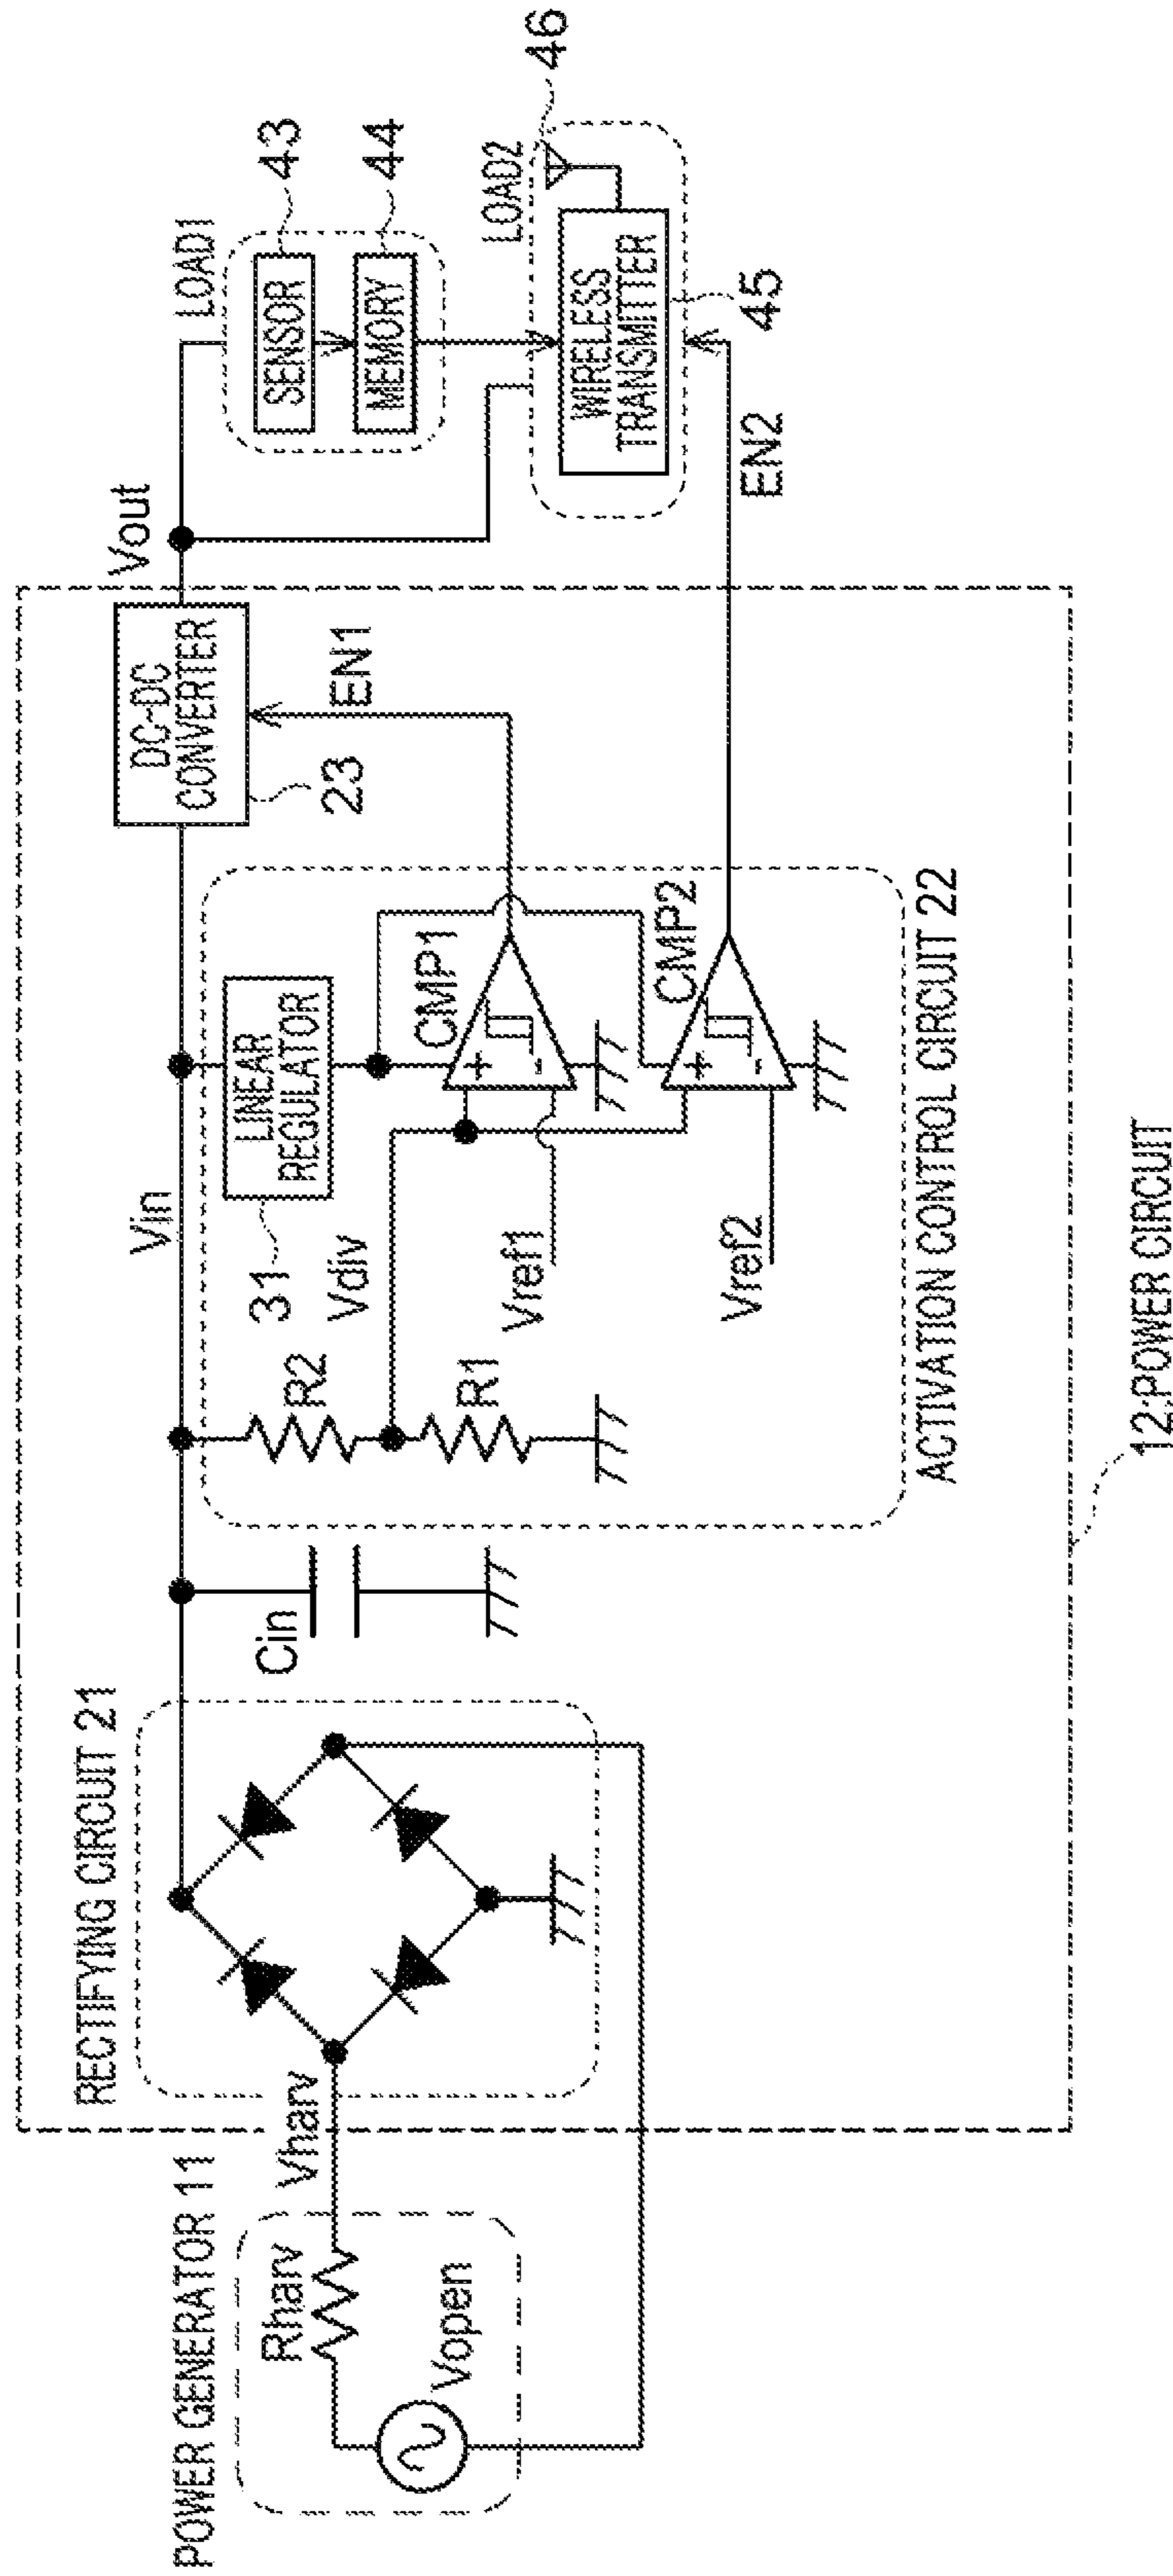 POWER GENERATOR 11
Rharv
Vopen
Vharv
RECTIFYING CIRCUIT 21
Cin
Vin
R2
R1
31
LINEAR
REGULATOR
Vdiv
Vref1
Vref2
+
-
CMP1
+
-
CMP2
ACTIVATION CONTROL CIRCUIT 22
DC-DC
CONVERTER
23
EN1
Vout
LOAD1
SENSOR
43
MEMORY
44
LOAD2
WIRELESS
TRANSMITTER
45
46
EN2
12:POWER CIRCUIT